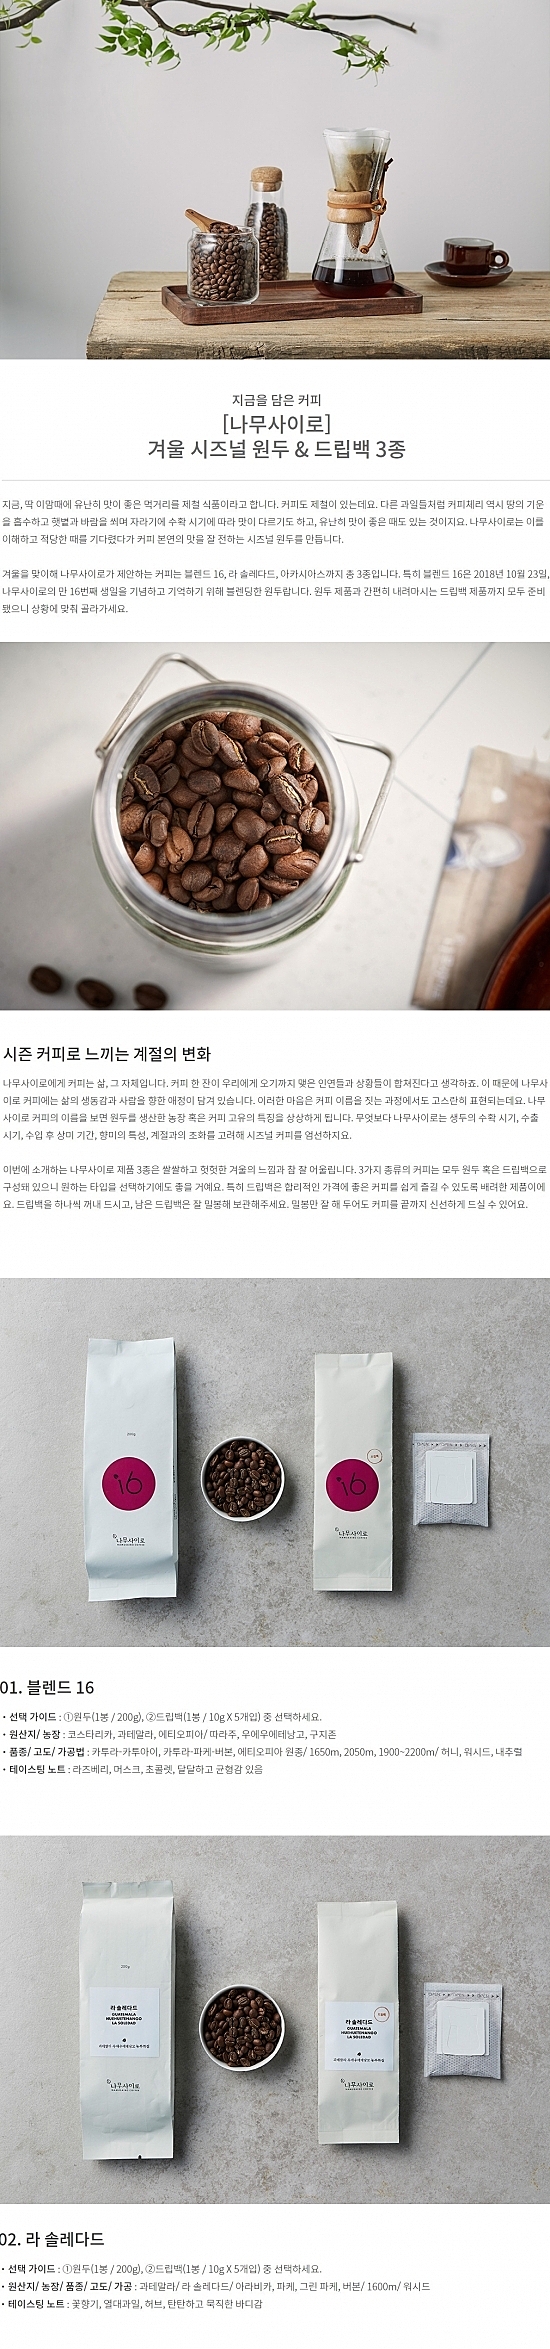 지금을 담은 커피
[나무사이로]
겨울 시즈널 원두 & 드립백 3종
지금, 딱 이맘때에 유난히 맛이 좋은 먹거리를 제철 식품이라고 합니다. 커피도 제철이 있는데요. 다른 과일들처럼 커피체리 역시 땅의 기운
을 흡수하고 햇볕과 바람을 쐬며 자라기에 수확 시기에 따라 맛이 다르기도 하고, 유난히 맛이 좋은 때도 있는 것이지요. 나무사이로는 이를
이해하고 적당한 때를 기다렸다가 커피 본연의 맛을 잘 전하는 시즈널 원두를 만듭니다.
겨울을 맞이해 나무사이로가 제안하는 커피는 블렌드 16, 라 솔레다드, 아카시아스까지 총 3종입니다. 특히 블렌드 16은 2018년 10월 23일,
나무사이로의 만 16번째 생일을 기념하고 기억하기 위해 블렌딩한 원두랍니다. 원두 제품과 간편히 내려마시는 드립백 제품까지 모두 준비
됐으니 상황에 맞춰 골라가세요.
시즌 커피로 느끼는 계절의 변화
나무사이로에게 커피는 삶, 그 자체입니다. 커피 한 잔이 우리에게 오기까지 맺은 인연들과 상황들이 합쳐진다고 생각하죠. 이 때문에 나무사
이로 커피에는 삶의 생동감과 사람을 향한 애정이 담겨 있습니다. 이러한 마음은 커피 이름을 짓는 과정에서도 고스란히 표현되는데요. 나무
사이로 커피의 이름을 보면 원두를 생산한 농장 혹은 커피 고유의 특징을 상상하게 됩니다. 무엇보다 나무사이로는 생두의 수확 시기, 수출
시기, 수입 후 상미 기간, 향미의 특성, 계절과의 조화를 고려해 시즈널 커피를 엄선하지요.
이번에 소개하는 나무사이로 제품 3종은 쌀쌀하고 헛헛한 겨울의 느낌과 참 잘 어울립니다. 3가지 종류의 커피는 모두 원두 혹은 드립백으로
구성돼 있으니 원하는 타입을 선택하기에도 좋을 거예요. 특히 드립백은 합리적인 가격에 좋은 커피를 쉽게 즐길 수 있도록 배려한 제품이에
요. 드립백을 하나씩 꺼내 드시고, 남은 드립백은 잘 밀봉해 보관해주세요. 밀봉만 잘 해 두어도 커피를 끝까지 신선하게 드실 수 있어요.
200g
16
나무사이로
NAMUSAIRO COFFEE
드립백
16
나무사이로
NAMUSAIRO COFFEE
01. 블렌드 16
• 선택 가이드 : ①원두(1봉 / 200g), ②드립백(1봉 / 10g X 5개입) 중 선택하세요.
• 원산지/ 농장 : 코스타리카, 과테말라, 에티오피아/ 따라주, 우에우에테낭고, 구지존
• 품종/ 고도/ 가공법 : 카투라-카투아이, 카투라-파케-버본, 에티오피아 원종/ 1650m, 2050m, 1900~2200m/ 허니, 워시드, 내추럴
• 테이스팅 노트 : 라즈베리, 머스크, 초콜렛, 달달하고 균형감 있음
200g
라 솔레다드
GUATEMALA
HUEHUETENANGO
LA SOLEDAD
나무사이로
NAMUSAIRO COFFEE
드립백
라 솔레다드
GUATEMALA
HUEHUETENANGO
LA SOLEDAD
나무사이로
NAMUSAIRO COFFEE
02. 라 솔레다드
• 선택 가이드 : ①원두(1봉 / 200g), ②드립백(1봉 / 10g X 5개입) 중 선택하세요.
• 원산지/ 농장/ 품종/ 고도/ 가공 : 과테말라/ 라 솔레다드/ 아라비카, 파케, 그린 파케, 버본/ 1600m/ 워시드
• 테이스팅 노트 : 꽃향기, 열대과일, 허브, 탄탄하고 묵직한 바디감